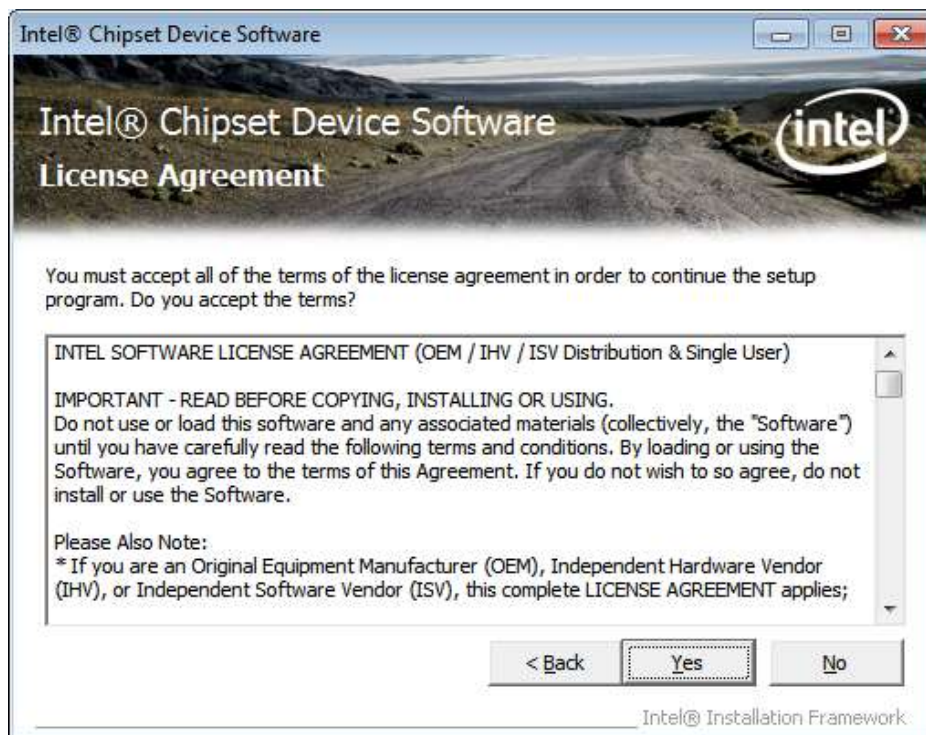 Intel® Chipset Device Software
Intel® Chipset Device Software
intel
License Agreement
You must accept all of the terms of the license agreement in order to continue the setup
program. Do you accept the terms?
INTEL SOFTWARE LICENSE AGREEMENT (OEM / IHV / ISV Distribution & Single User)
IMPORTANT - READ BEFORE COPYING, INSTALLING OR USING.
Do not use or load this software and any associated materials (collectively, the "Software")
until you have carefully read the following terms and conditions. By loading or using the
Software, you agree to the terms of this Agreement. If you do not wish to so agree, do not
install or use the Software.
Please Also Note:
* If you are an Original Equipment Manufacturer (OEM), Independent Hardware Vendor
(IHV), or Independent Software Vendor (ISV), this complete LICENSE AGREEMENT applies;
< Back Yes No
Intel® Installation Framework